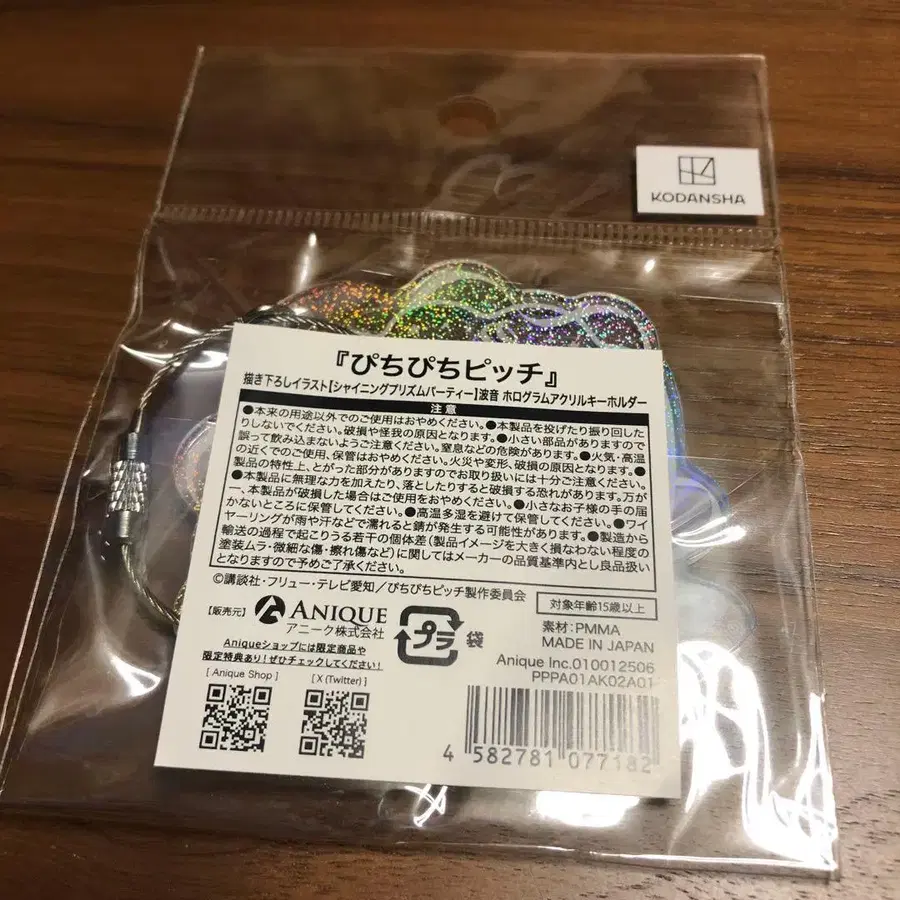 KODANSHA
『ぴちぴちピッチ』
描き下ろしイラスト【シャイニングプリズムパーティー】波音 ホログラムアクリルキーホルダー
注意
●本来の用途以外でのご使用はおやめください。●本製品を投げたり振り回した
りしないでください。破損や怪我の原因となります。●小さい部品がありますので
誤って飲み込まないようご注意ください。窒息などの危険があります。●火気・高温
の近くでのご使用、保管はおやめください。火災や変形、破損の原因となります。●
製品の特性上、とがった部分がありますのでお取り扱いには十分ご注意ください。
●本製品に無理な力を加えたり、落としたりすると破損する恐れがあります。万が
一、本製品が破損した場合はご使用をおやめください。●小さなお子様の手の届
かないところに保管してください。●高温多湿を避けて保管してください。●ワイ
ヤーリングが雨や汗などで濡れると錆が発生する可能性があります。●製造から
輸送の過程で起こりうる若干の個体差(製品イメージを大きく損なわない程度の
塗装ムラ・微細な傷・擦れ傷など)に関してはメーカーの品質基準内とし良品扱い
となりますので予めご了承ください。
©講談社・フリュー・テレビ愛知／ぴちぴちピッチ製作委員会
対象年齢15歳以上
【販売元】 ANIQUE
アニーク株式会社
プラ 袋
素材:PMMA
MADE IN JAPAN
Aniqueショップには限定商品や
限定特典あり!ぜひチェックしてください!
Anique Inc.010012506
PPPA01AK02A01
[ Anique Shop ] [ X (Twitter) ]
4 582781 077182